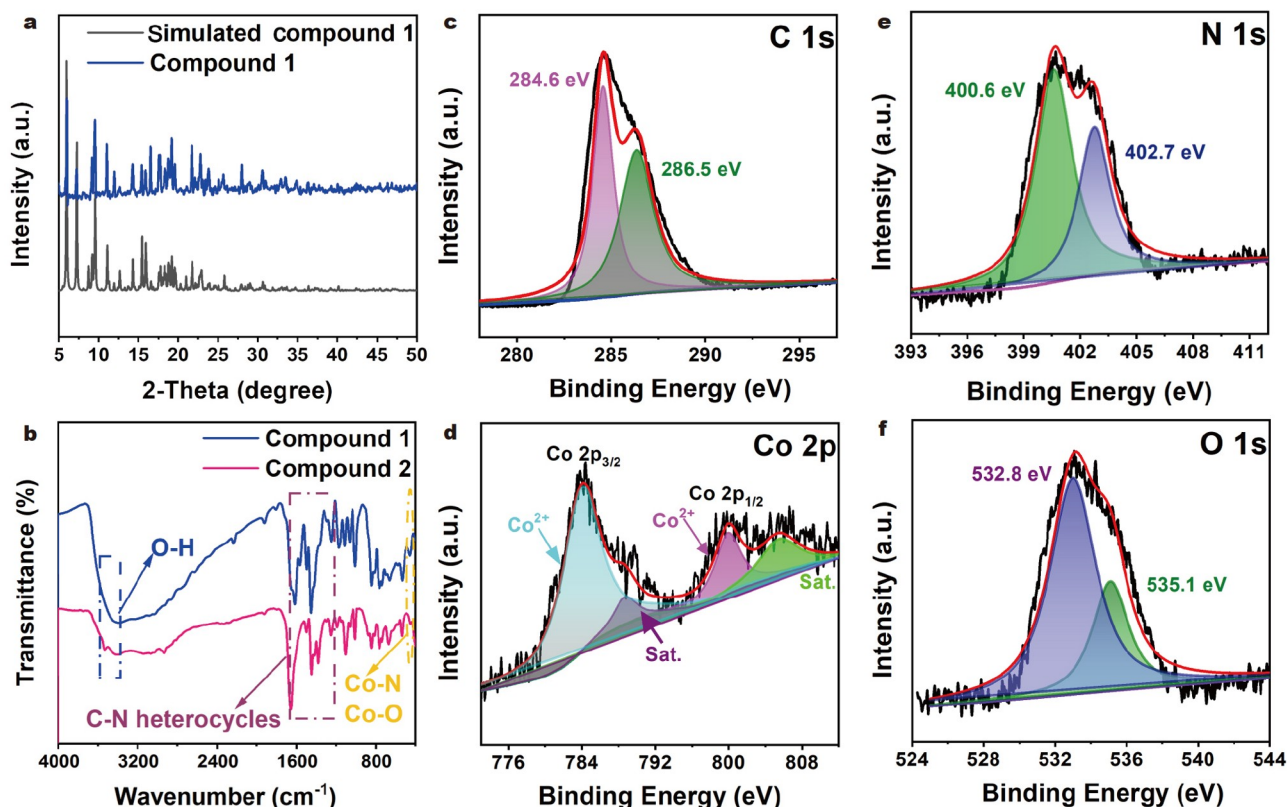 a
Simulated compound 1
Compound 1
Intensity (a.u.)
5 10 15 20 25 30 35 40 45 50
2-Theta (degree)
b
Compound 1
Compound 2
O-H
C-N heterocycles
Co-N
Co-O
Transmittance (%)
4000 3200 2400 1600 800 400
Wavenumber (cm⁻¹)
c
C 1s
284.6 eV
286.5 eV
Intensity (a.u.)
280 285 290 295
Binding Energy (eV)
d
Co 2p
Co 2p₃/₂
Co 2p₁/₂
Co²⁺
Co²⁺
Sat.
Sat.
Intensity (a.u.)
776 784 792 800 808
Binding Energy (eV)
e
N 1s
400.6 eV
402.7 eV
Intensity (a.u.)
393 396 399 402 405 408 411
Binding Energy (eV)
f
O 1s
532.8 eV
535.1 eV
Intensity (a.u.)
524 528 532 536 540 544
Binding Energy (eV)